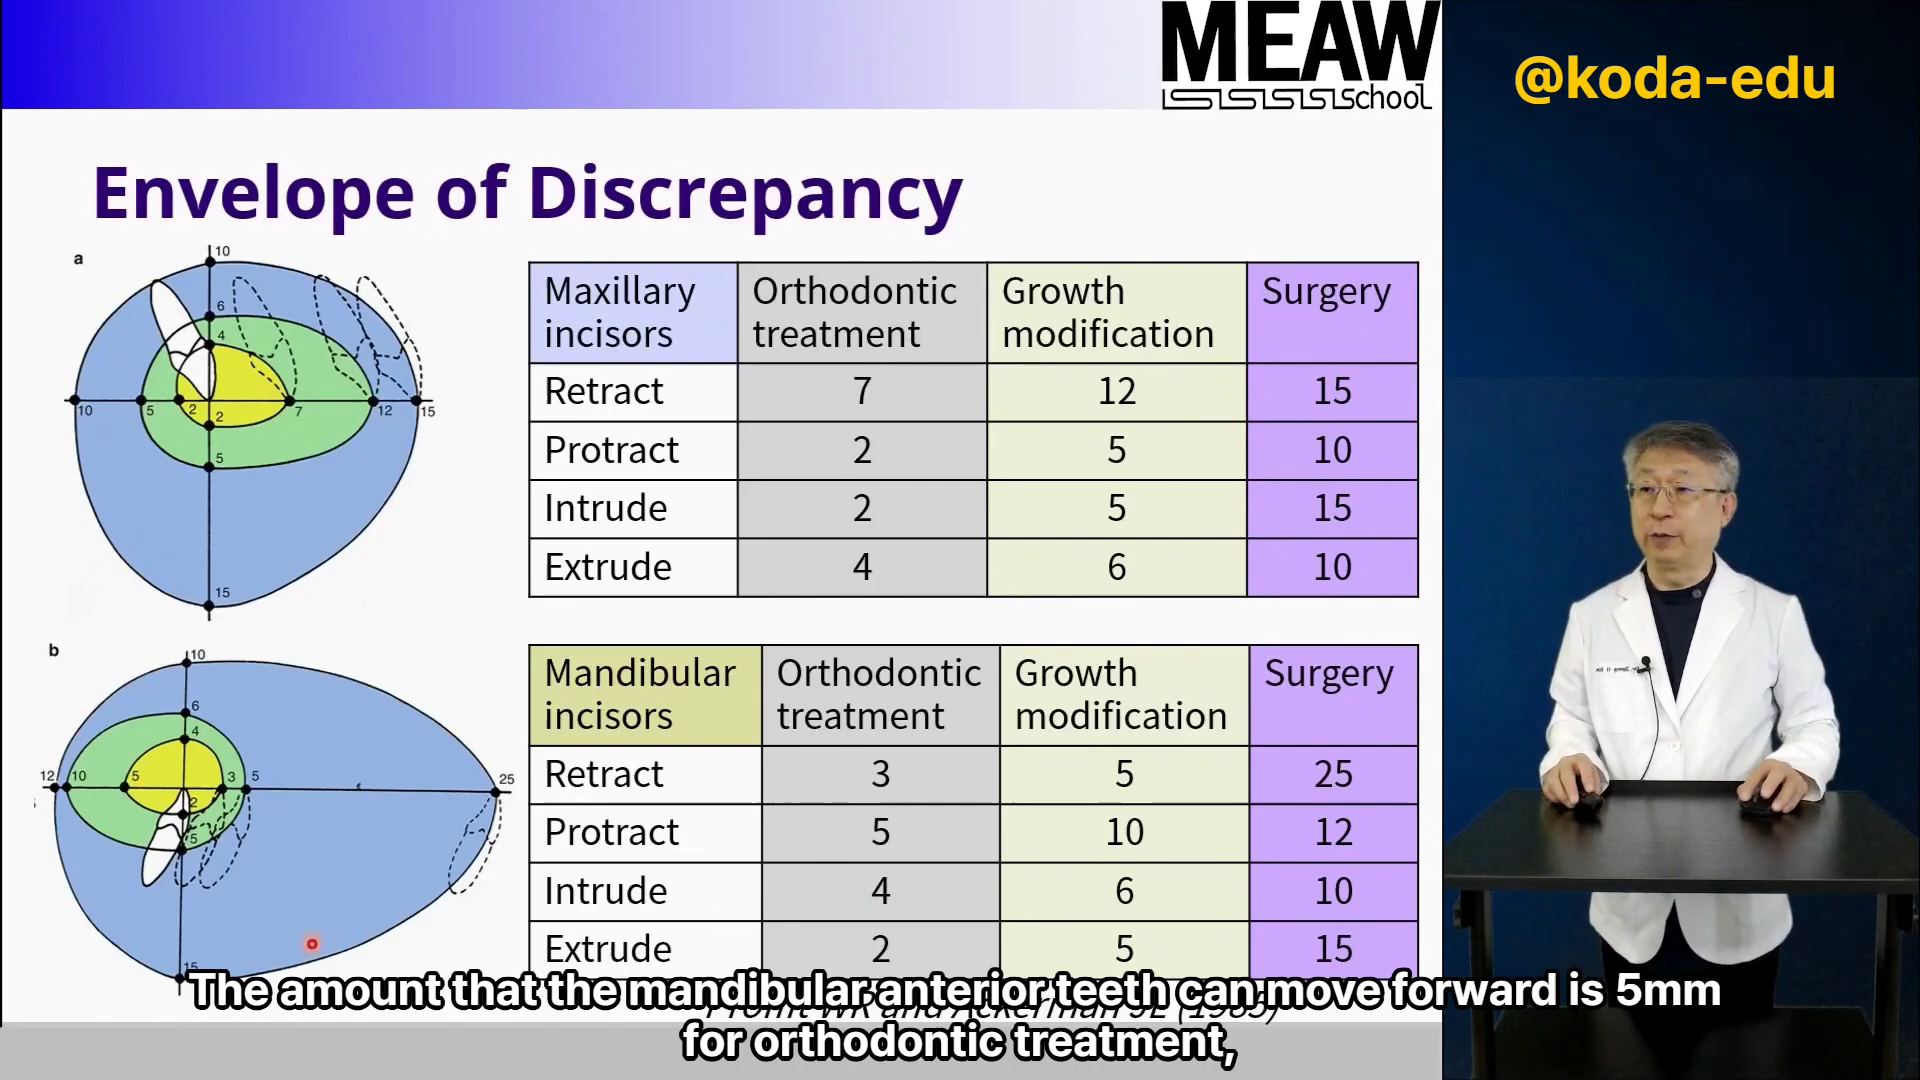 MEAW
school
@koda-edu
Envelope of Discrepancy
a
10
6
4
10 5 2 2 7 12 15
5
15
Maxillary incisors Orthodontic treatment Growth modification Surgery
Retract 7 12 15
Protract 2 5 10
Intrude 2 5 15
Extrude 4 6 10
b
10
6
4
12 10 5 3 5 25
2
5
15
Mandibular incisors Orthodontic treatment Growth modification Surgery
Retract 3 5 25
Protract 5 10 12
Intrude 4 6 10
Extrude 2 5 15
The amount that the mandibular anterior teeth can move forward is 5mm
for orthodontic treatment,